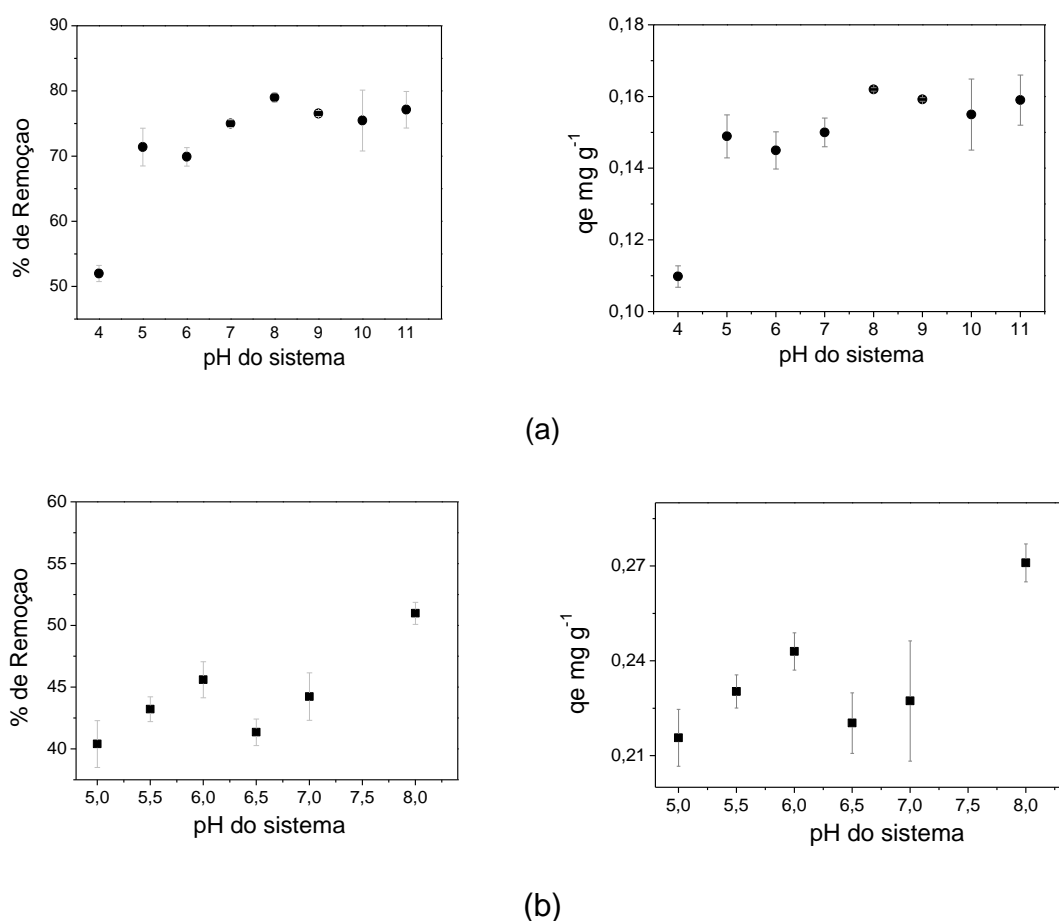 90
80
70
60
50
% de Remoçao
4 5 6 7 8 9 10 11
pH do sistema
0,18
0,16
0,14
0,12
0,10
qe mg g⁻¹
4 5 6 7 8 9 10 11
pH do sistema
(a)
60
55
50
45
40
% de Remoçao
5,0 5,5 6,0 6,5 7,0 7,5 8,0
pH do sistema
0,27
0,24
0,21
qe mg g⁻¹
5,0 5,5 6,0 6,5 7,0 7,5 8,0
pH do sistema
(b)